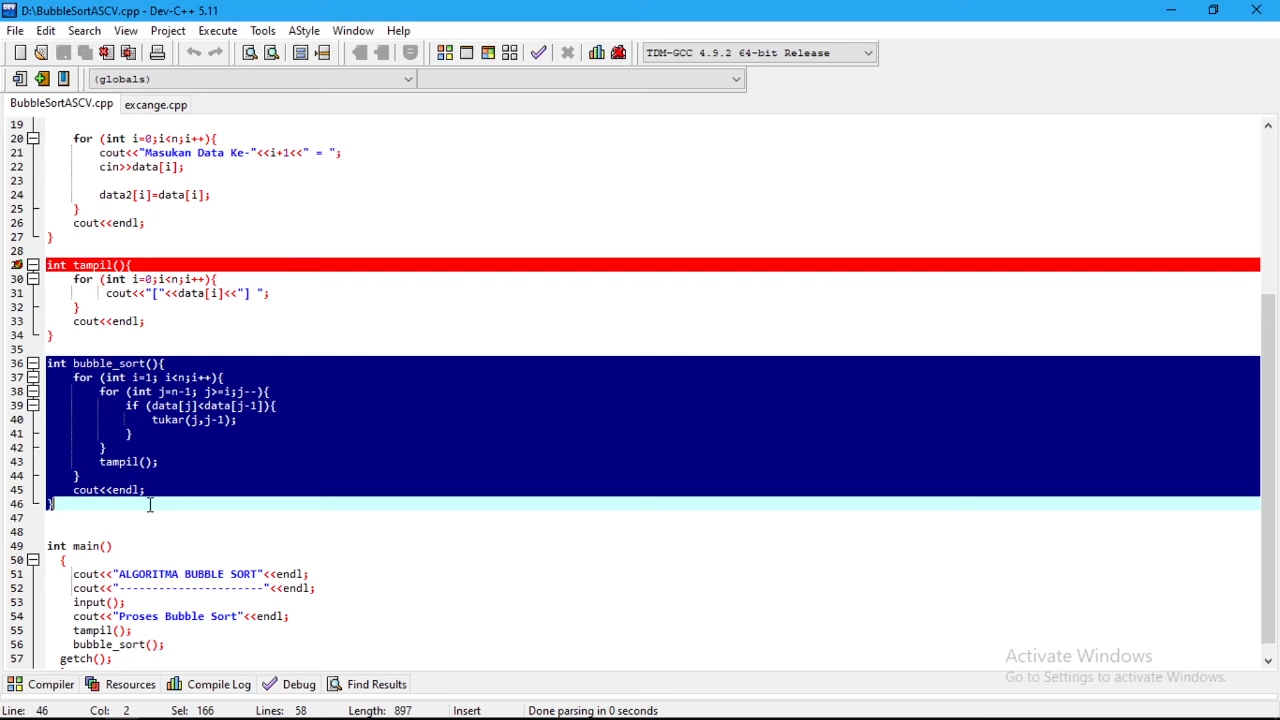 D:\BubbleSortASCV.cpp - Dev-C++ 5.11
File Edit Search View Project Execute Tools AStyle Window Help
TDM-GCC 4.9.2 64-bit Release
(globals)
BubbleSortASCV.cpp excange.cpp
19
20 for (int i=0;i<n;i++){
21 cout<<"Masukan Data Ke-"<<i+1<<" = ";
22 cin>>data[i];
23
24 data2[i]=data[i];
25 }
26 cout<<endl;
27 }
28
int tampil(){
30 for (int i=0;i<n;i++){
31 cout<<"["<<data[i]<<"] ";
32 }
33 cout<<endl;
34 }
35
36 int bubble_sort(){
37 for (int i=1; i<n;i++){
38 for (int j=n-1; j>=i;j--){
39 if (data[j]<data[j-1]){
40 tukar(j,j-1);
41 }
42 }
43 tampil();
44 }
45 cout<<endl;
46 }
47
48
49 int main()
50 {
51 cout<<"ALGORITMA BUBBLE SORT"<<endl;
52 cout<<"----------------------"<<endl;
53 input();
54 cout<<"Proses Bubble Sort"<<endl;
55 tampil();
56 bubble_sort();
57 getch();
Activate Windows
Go to Settings to activate Windows.
Compiler Resources Compile Log Debug Find Results
Line: 46 Col: 2 Sel: 166 Lines: 58 Length: 897 Insert Done parsing in 0 seconds